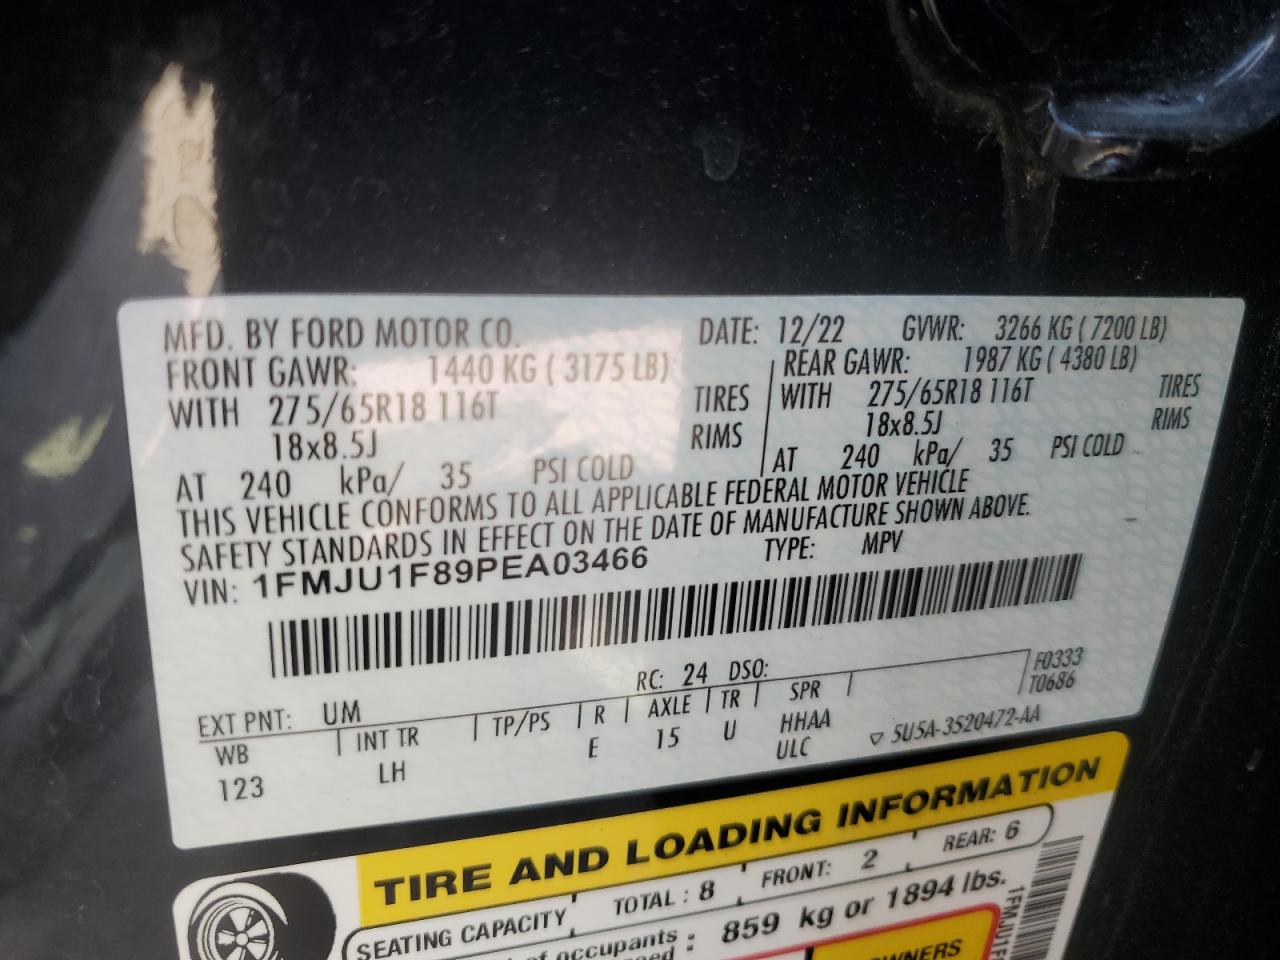 MFD. BY FORD MOTOR CO. DATE: 12/22 GVWR: 3266 KG (7200 LB)
FRONT GAWR: 1440 KG (3175 LB) REAR GAWR: 1987 KG (4380 LB)
WITH 275/65R18 116T TIRES WITH 275/65R18 116T TIRES
18x8.5J RIMS 18x8.5J RIMS
AT 240 kPa/ 35 PSI COLD AT 240 kPa/ 35 PSI COLD
THIS VEHICLE CONFORMS TO ALL APPLICABLE FEDERAL MOTOR VEHICLE
SAFETY STANDARDS IN EFFECT ON THE DATE OF MANUFACTURE SHOWN ABOVE.
VIN: 1FMJU1F89PEA03466 TYPE: MPV
RC: 24 DSO: F0333
EXT PNT: UM T0686
WB INT TR TP/PS R AXLE TR SPR
123 LH E 15 U HHAA
ULC 5U5A-3520472-AA
TIRE AND LOADING INFORMATION
SEATING CAPACITY TOTAL: 8 FRONT: 2 REAR: 6
of occupants : 859 kg or 1894 lbs.